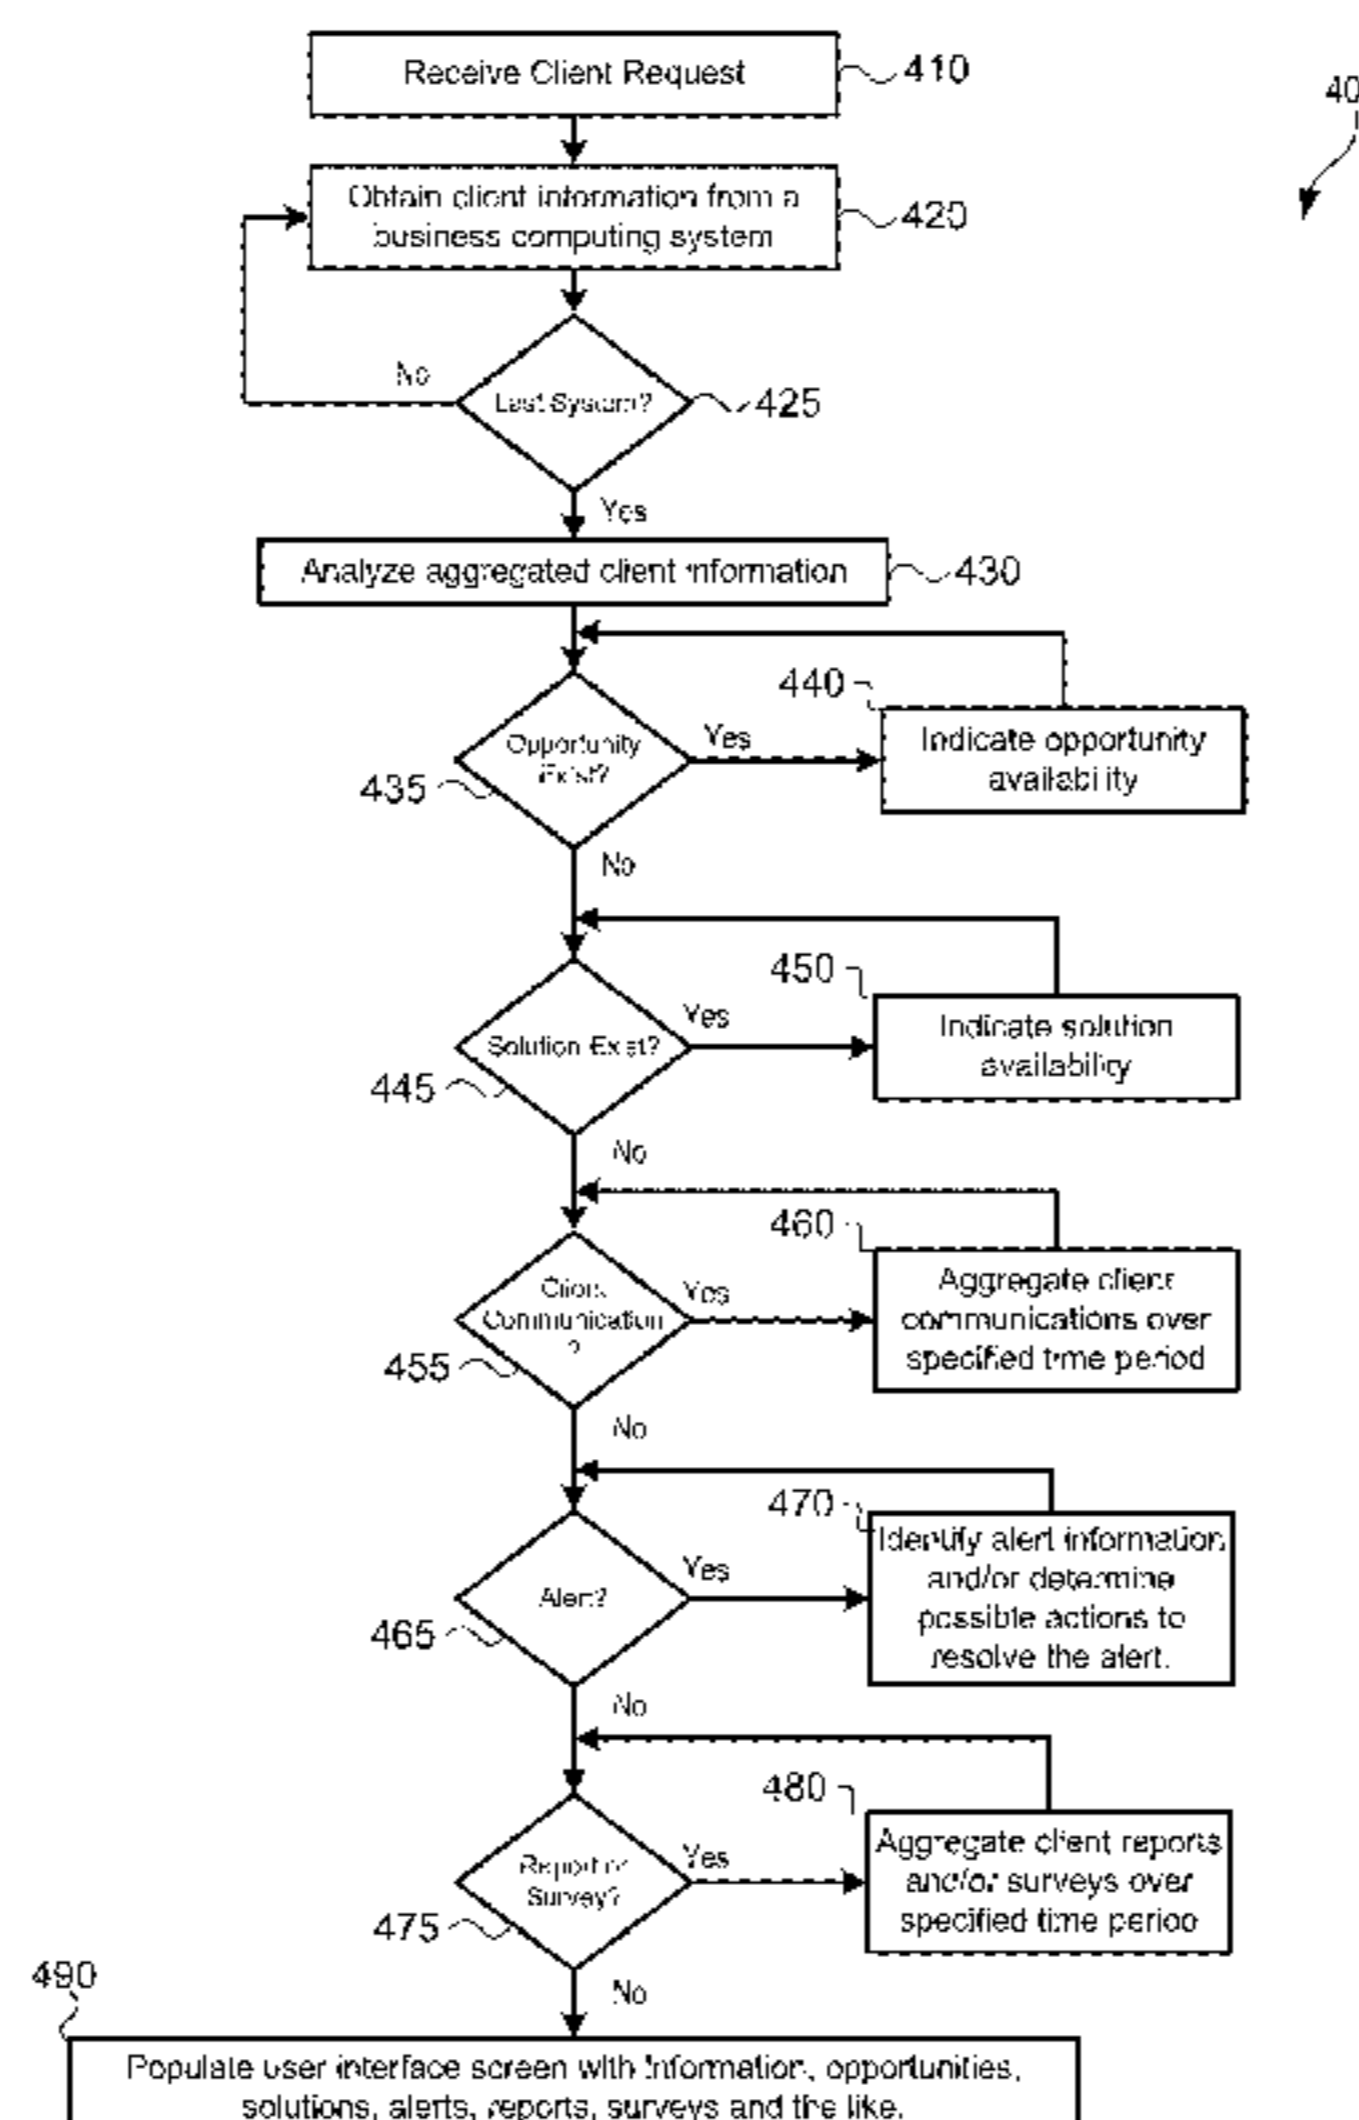 Receive Client Request
410
40
Obtain client information from a
business computing system
420
No
Last System?
425
Yes
Analyze aggregated client information
430
440
Opportunity
Exist?
Yes
Indicate opportunity
availability
435
No
450
Solution Exist?
Yes
Indicate solution
availability
445
No
460
Client
Communication
?
Yes
Aggregate client
communications over
specified time period
455
No
470
Alert?
Yes
Identify alert information
and/or determine
possible actions to
resolve the alert.
465
No
480
Report or
Survey?
Yes
Aggregate client reports
and/or surveys over
specified time period
475
No
490
Populate user interface screen with information, opportunities,
solutions, alerts, reports, surveys and the like.